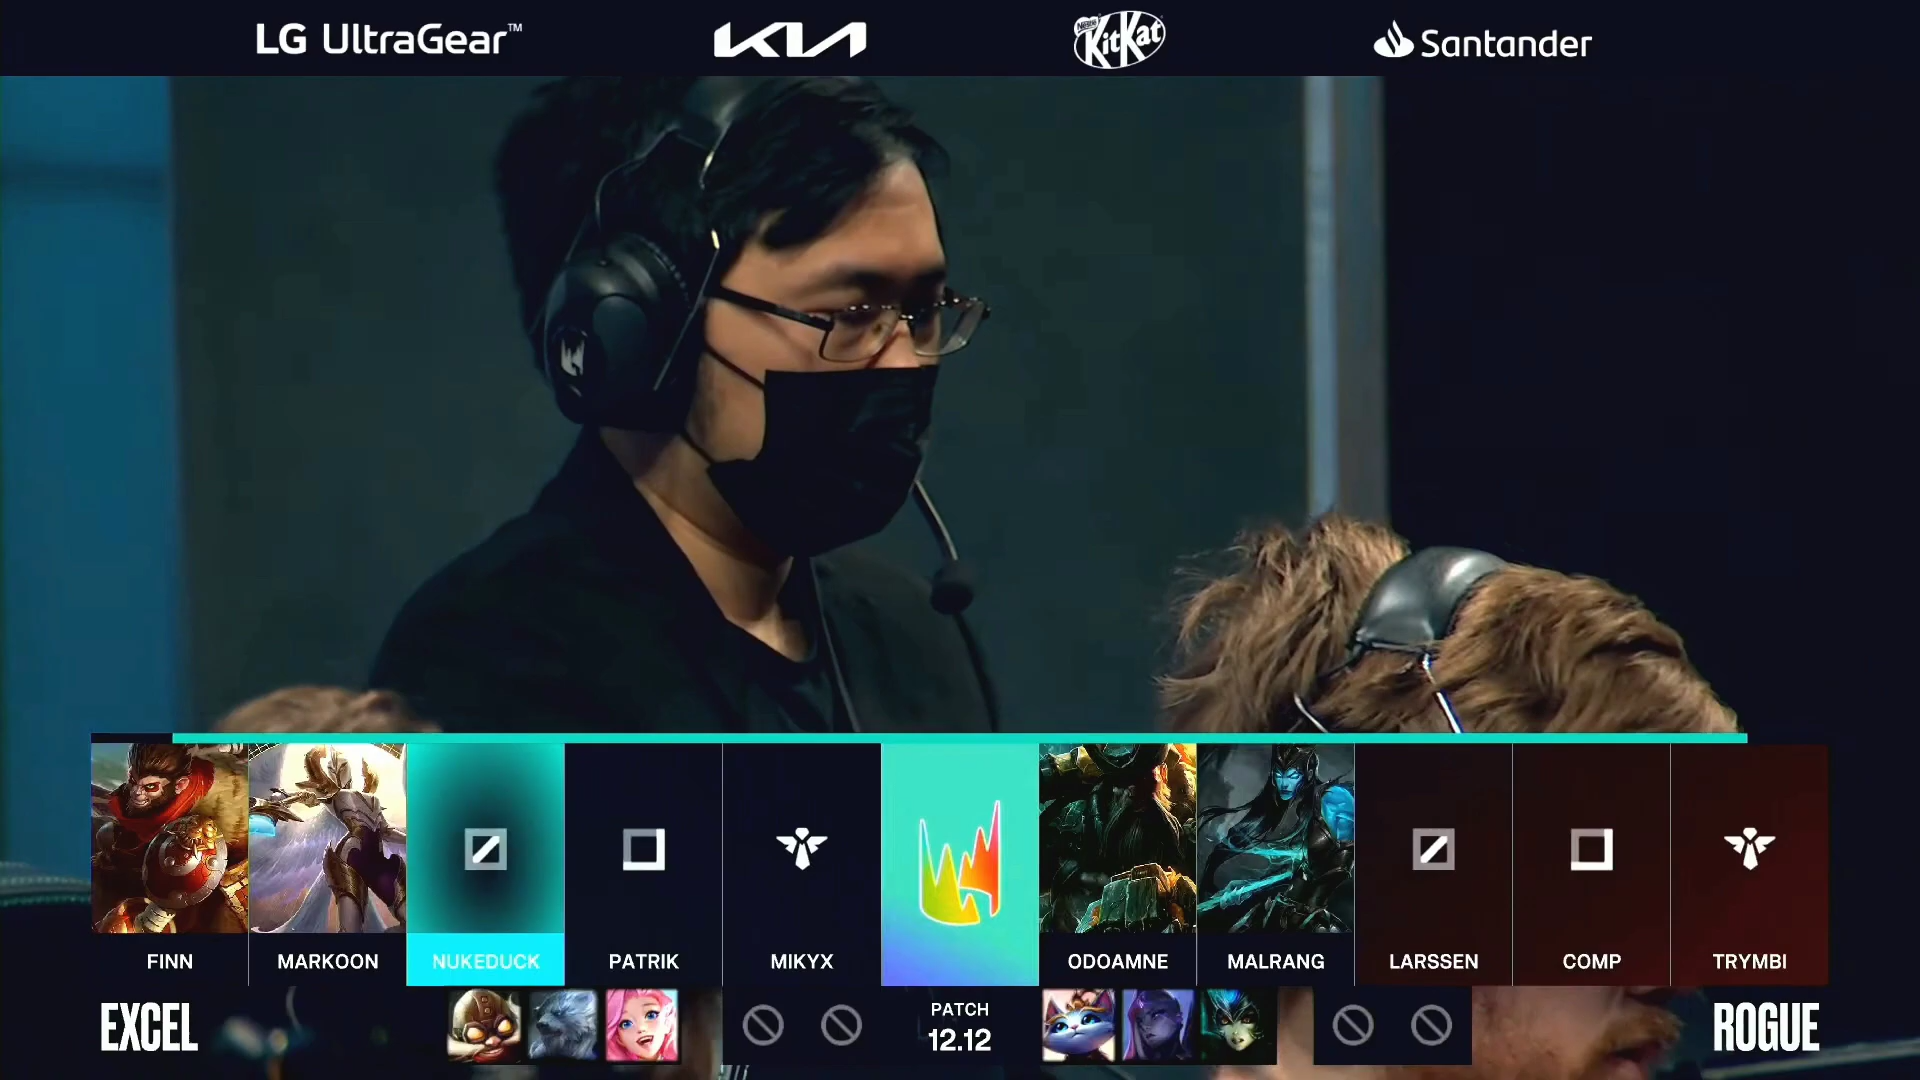 LG UltraGear™
KIA
Nestlé
KitKat
Santander
FINN
MARKOON
NUKEDUCK
PATRIK
MIKYX
ODOAMNE
MALRANG
LARSSEN
COMP
TRYMBI
EXCEL
PATCH
12.12
ROGUE